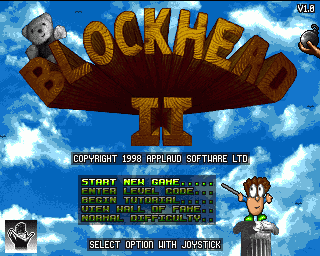 V1.0
BLOCKHEAD
II
COPYRIGHT 1998 APPLAUD SOFTWARE LTD
START NEW GAME.....
ENTER LEVEL CODE...
BEGIN TUTORIAL.....
VIEW WALL OF FAME..
NORMAL DIFFICULTY..
SELECT OPTION WITH JOYSTICK